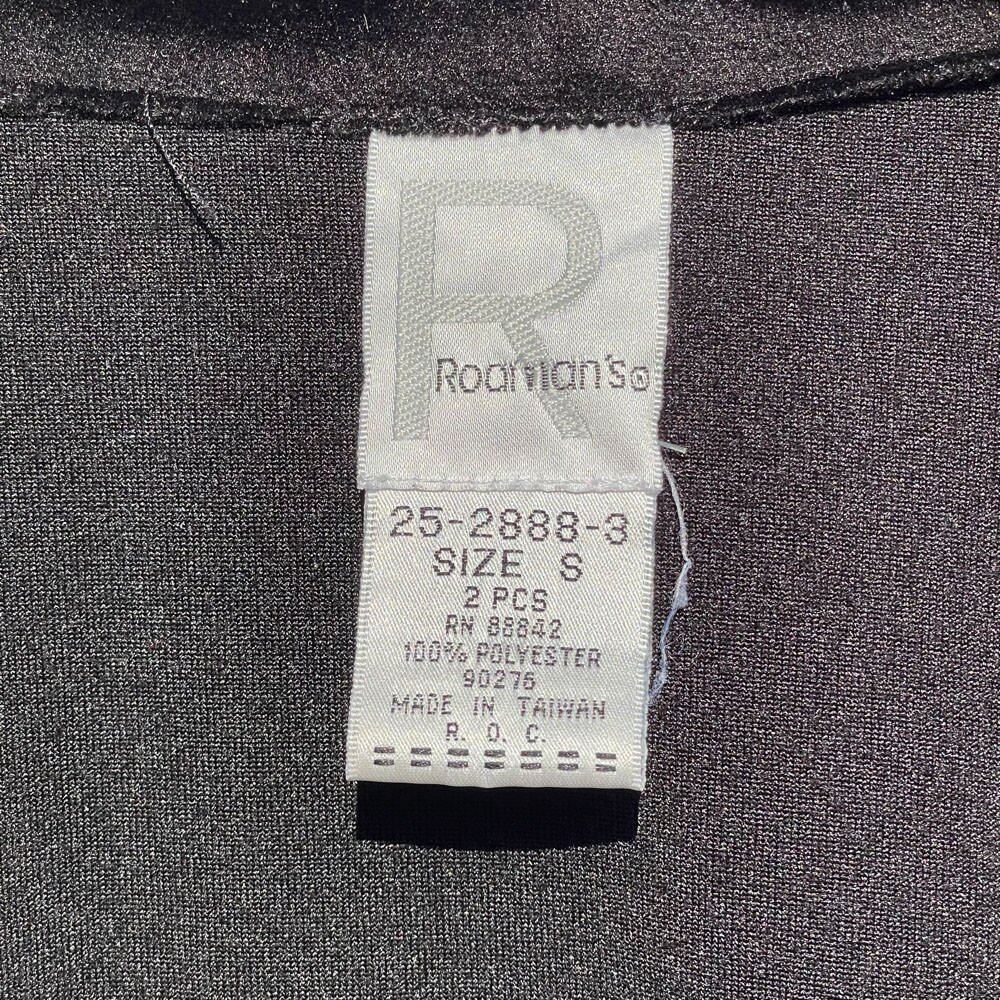 R
Roaman's®
25-2888-3
SIZE S
2 PCS
RN 88842
100% POLYESTER
90276
MADE IN TAIWAN
R. O. C.